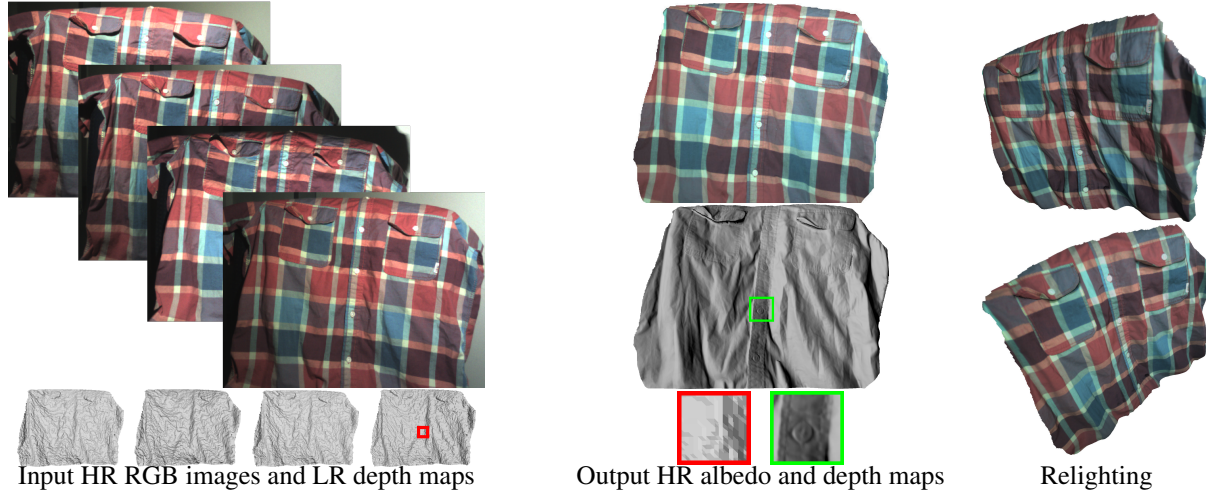 Input HR RGB images and LR depth maps
Output HR albedo and depth maps
Relighting